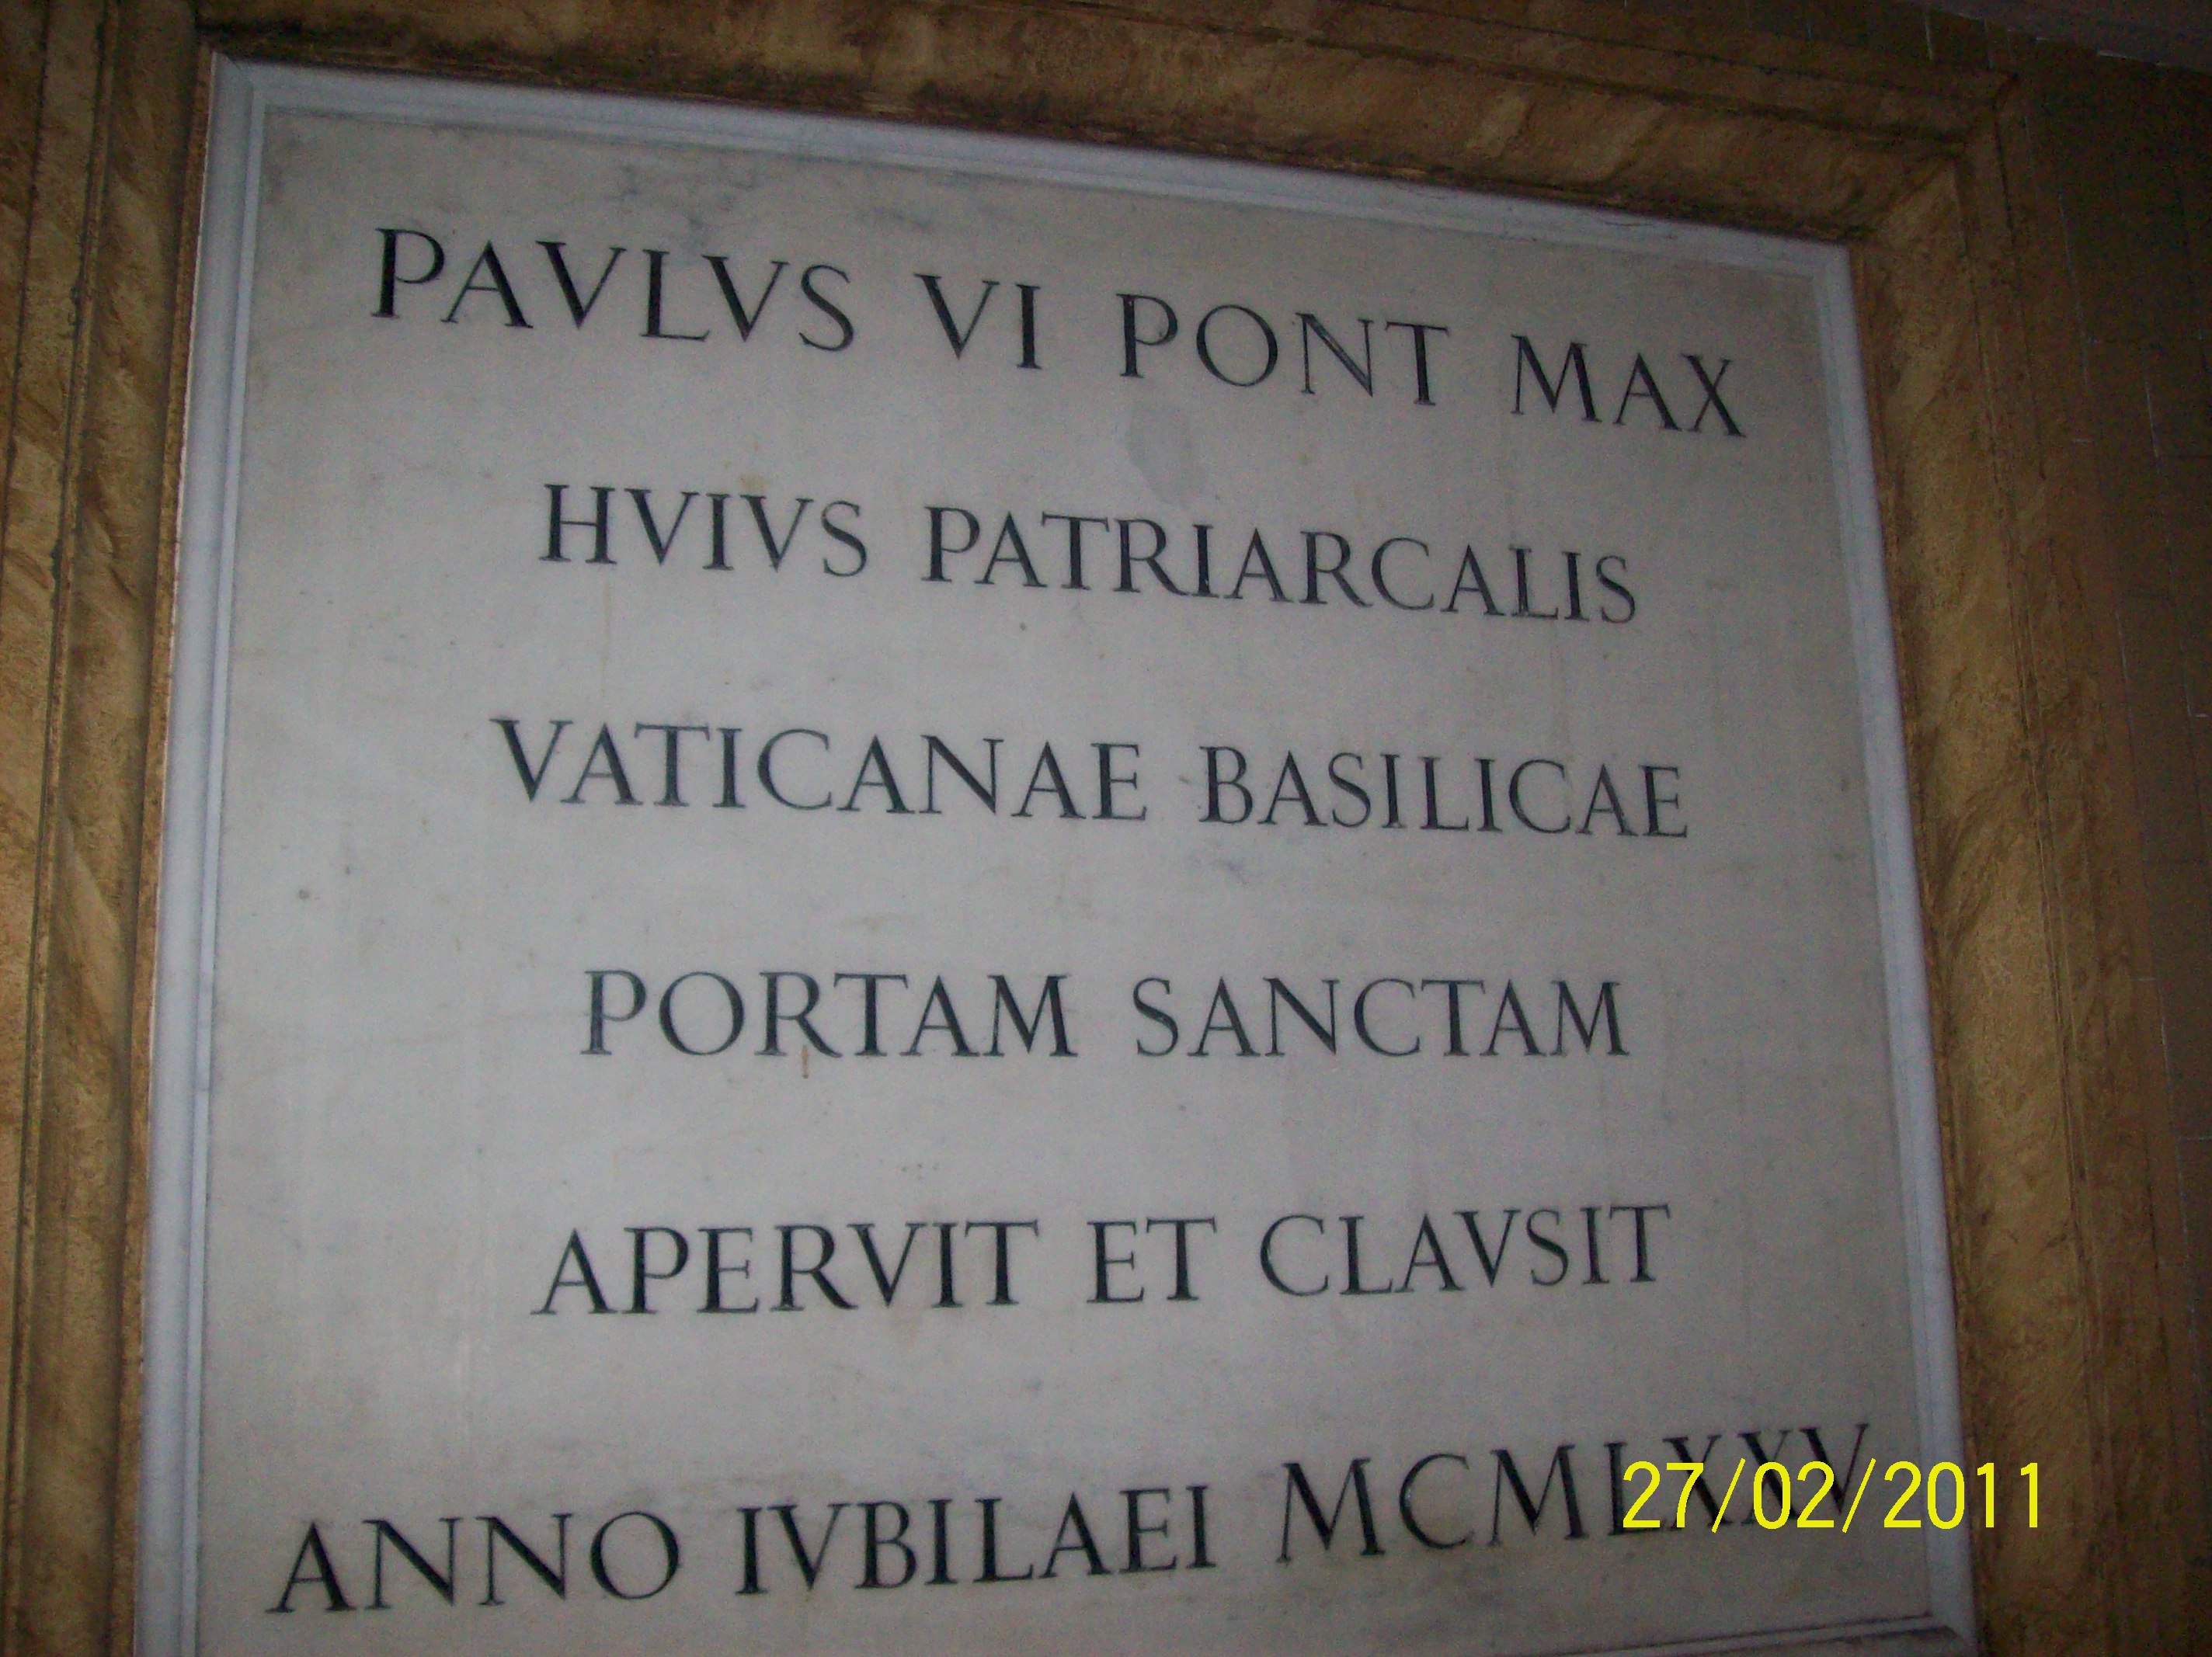 PAVLVS VI PONT MAX
HVIVS PATRIARCALIS
VATICANAE BASILICAE
PORTAM SANCTAM
APERVIT ET CLAVSIT
ANNO IVBILAEI MCMLXXV
27/02/2011